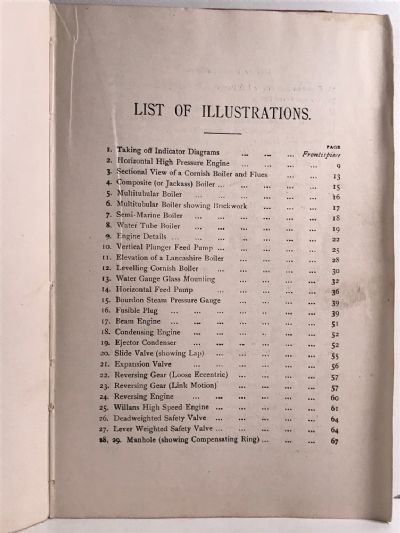 LIST OF ILLUSTRATIONS.
PAGE
1. Taking off Indicator Diagrams ... ... ... Frontispiece
2. Horizontal High Pressure Engine ... ... ... ... 9
3. Sectional View of a Cornish Boiler and Flues ... ... 13
4. Composite (or Jackass) Boiler ... ... ... ... 15
5. Multitubular Boiler ... ... ... ... ... 16
6. Multitubular Boiler showing Brickwork ... ... ... 17
7. Semi-Marine Boiler ... ... ... ... ... 18
8. Water Tube Boiler ... ... ... ... ... 19
9. Engine Details ... ... ... ... ... ... 22
10. Vertical Plunger Feed Pump ... ... ... ... 25
11. Elevation of a Lancashire Boiler ... ... ... 28
12. Levelling Cornish Boiler ... ... ... ... 30
13. Water Gauge Glass Mounting ... ... ... 32
14. Horizontal Feed Pump ... ... ... ... 36
15. Bourdon Steam Pressure Gauge ... ... ... 39
16. Fusible Plug ... ... ... ... ... ... 39
17. Beam Engine ... ... ... ... ... ... 51
18. Condensing Engine ... ... ... ... ... 52
19. Ejector Condenser ... ... ... ... ... 52
20. Slide Valve (showing Lap) ... ... ... ... 55
21. Expansion Valve ... ... ... ... ... 56
22. Reversing Gear (Loose Eccentric) ... ... ... 57
23. Reversing Gear (Link Motion) ... ... ... 57
24. Reversing Engine ... ... ... ... ... 60
25. Willans High Speed Engine ... ... ... ... 61
26. Deadweighted Safety Valve ... ... ... ... 64
27. Lever Weighted Safety Valve ... ... ... ... 64
28, 29. Manhole (showing Compensating Ring) ... ... ... 67